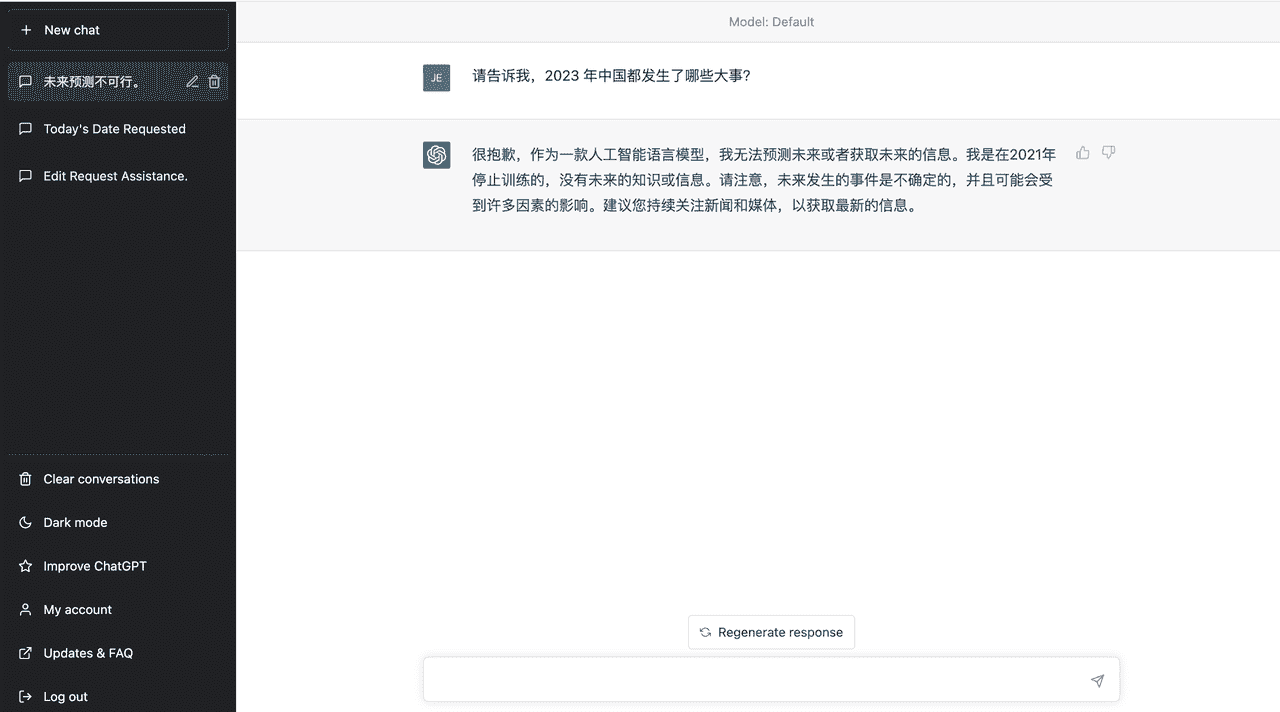 New chat
未来预测不可行。
Today's Date Requested
Edit Request Assistance.
Clear conversations
Dark mode
Improve ChatGPT
My account
Updates & FAQ
Log out
Model: Default
JE
请告诉我，2023 年中国都发生了哪些大事?
很抱歉，作为一款人工智能语言模型，我无法预测未来或者获取未来的信息。我是在2021年
停止训练的，没有未来的知识或信息。请注意，未来发生的事件是不确定的，并且可能会受
到许多因素的影响。建议您持续关注新闻和媒体，以获取最新的信息。
Regenerate response